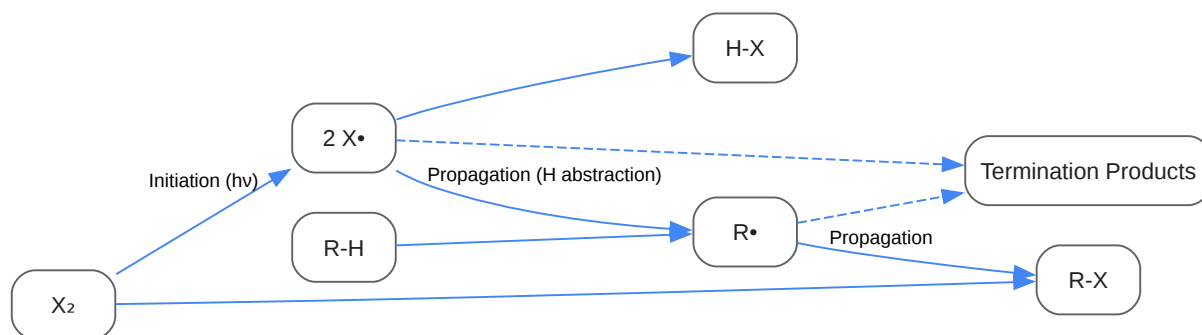 H-X
2 X•
Termination Products
Initiation (hν)
Propagation (H abstraction)
R-H
R•
Propagation
X₂
R-X